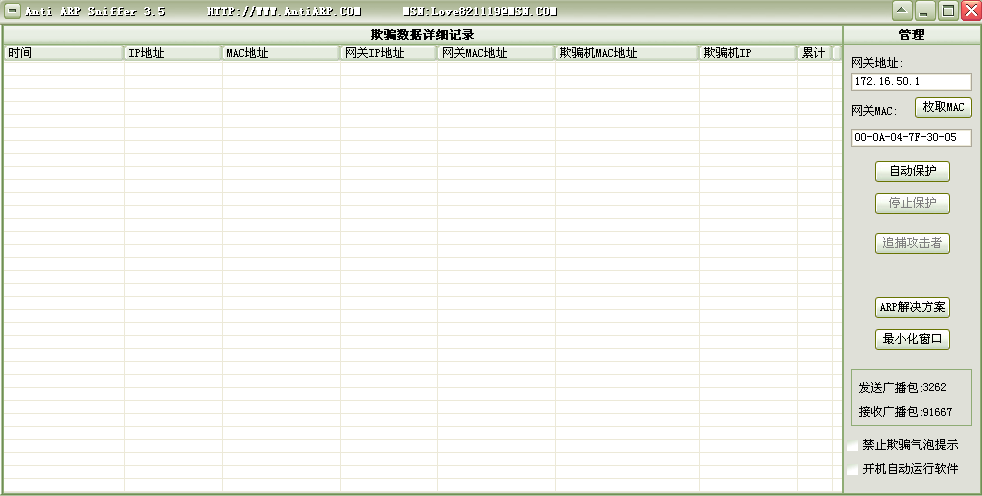 Anti ARP Sniffer 3.5 HTTP://WWW.AntiARP.COM MSN:Love821119@MSN.COM
欺骗数据详细记录
管理
时间 IP地址 MAC地址 网关IP地址 网关MAC地址 欺骗机MAC地址 欺骗机IP 累计
网关地址:
172.16.50.1
网关MAC: 枚取MAC
00-0A-04-7F-30-05
自动保护
停止保护
追捕攻击者
ARP解决方案
最小化窗口
发送广播包:3262
接收广播包:91667
禁止欺骗气泡提示
开机自动运行软件